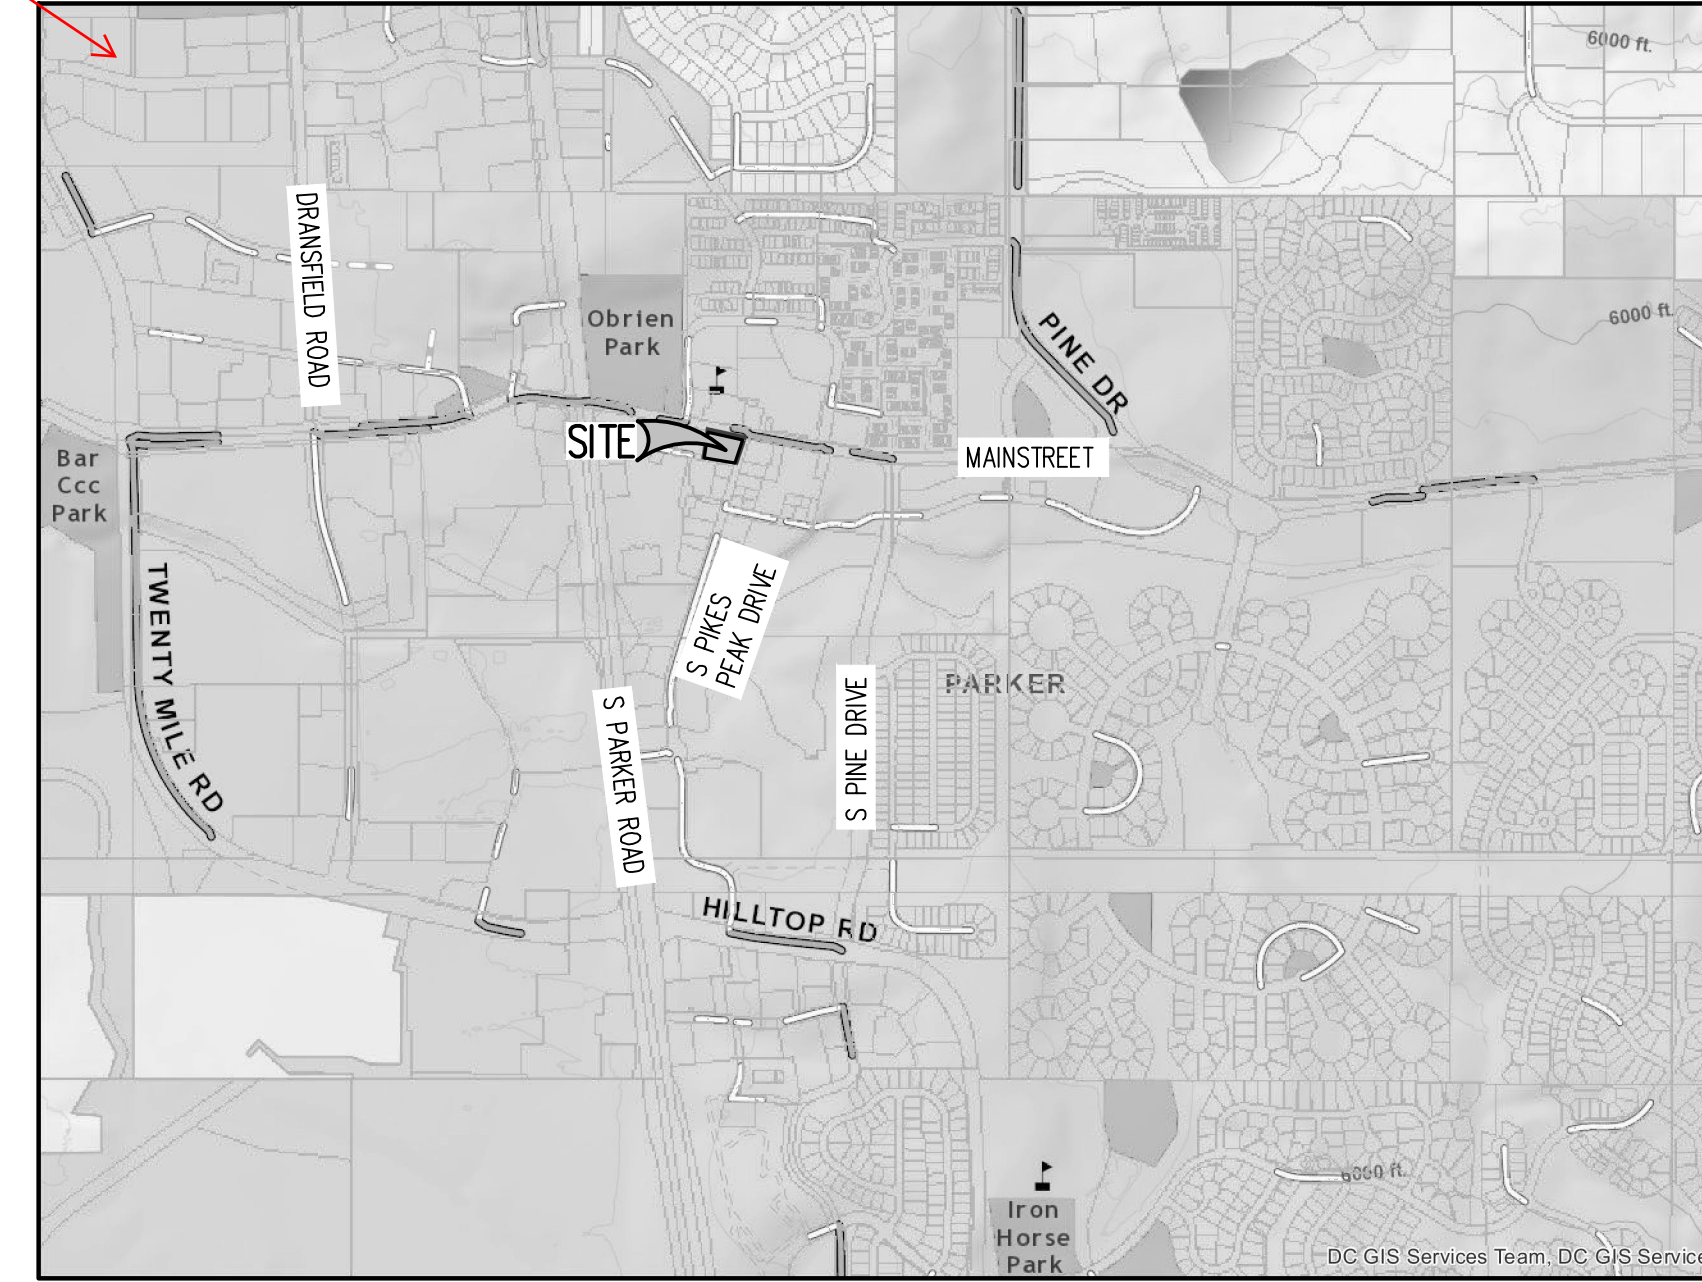 6000 ft.
DRANSFIELD ROAD
Obrien
Park
6000 ft.
PINE DR
SITE
MAINSTREET
Bar
Ccc
Park
TWENTY MILE RD
S PIKES
PEAK DRIVE
PARKER
S PINE DRIVE
S PARKER ROAD
HILLTOP RD
6000 ft.
Iron
Horse
Park
DC GIS Services Team, DC GIS Service